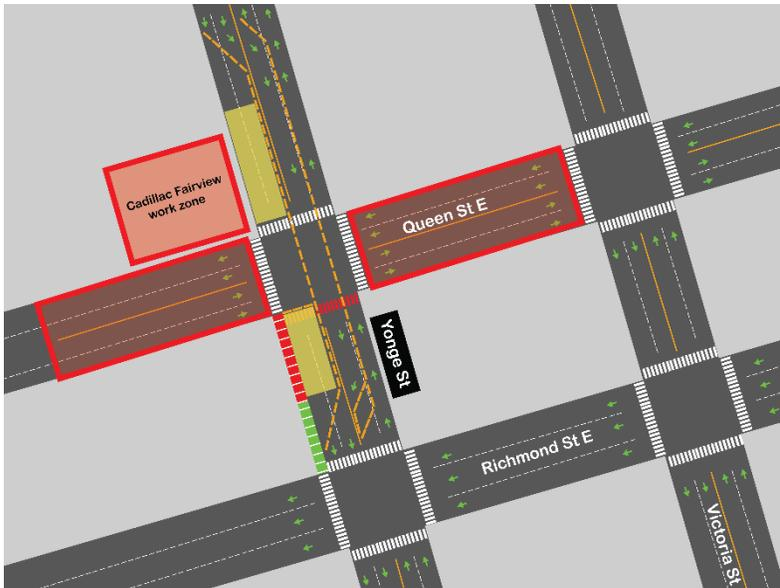 Cadillac Fairview
work zone
Queen St E
Yonge St
Richmond St E
Victoria St